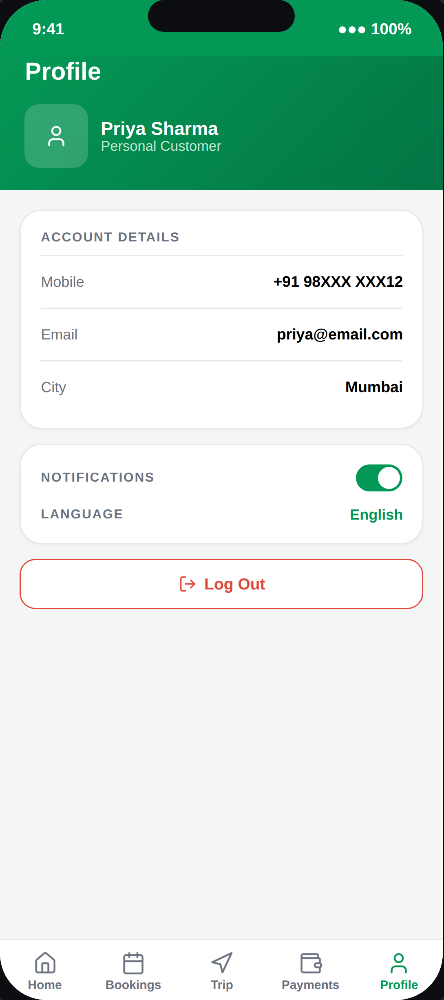 9:41 ●●● 100%
Profile
Priya Sharma
Personal Customer
ACCOUNT DETAILS
Mobile +91 98XXX XXX12
Email priya@email.com
City Mumbai
NOTIFICATIONS
LANGUAGE English
Log Out
Home Bookings Trip Payments Profile